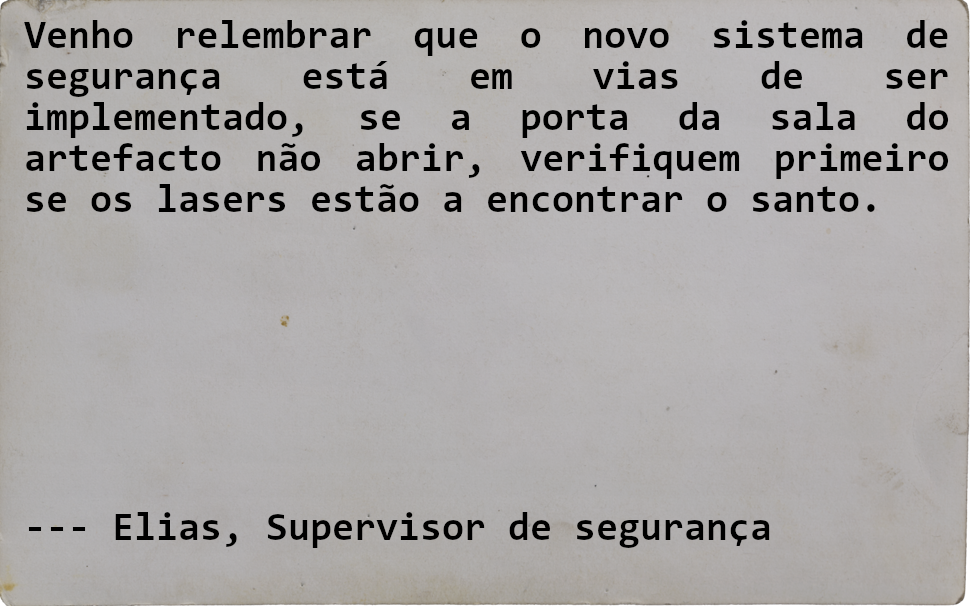 Venho relembrar que o novo sistema de
segurança está em vias de ser
implementado, se a porta da sala do
artefacto não abrir, verifiquem primeiro
se os lasers estão a encontrar o santo.
--- Elias, Supervisor de segurança